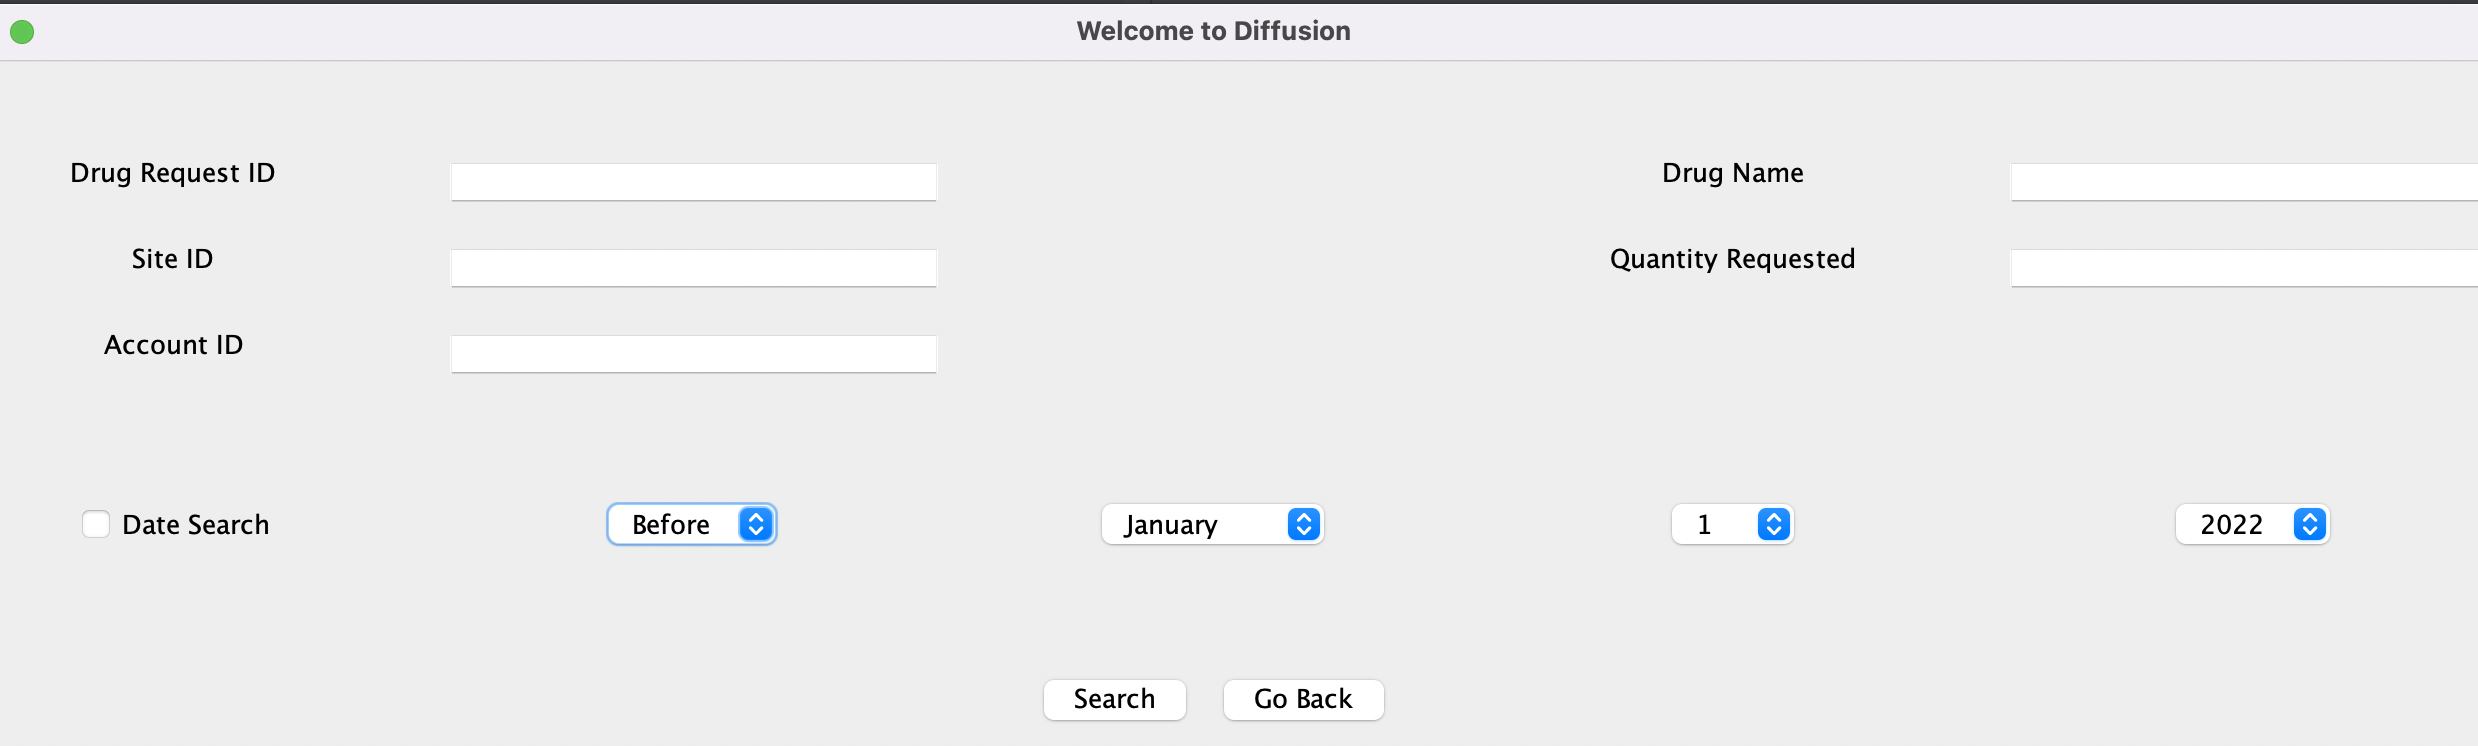 Welcome to Diffusion
Drug Request ID
Drug Name
Site ID
Quantity Requested
Account ID
Date Search
Before
January
1
2022
Search
Go Back